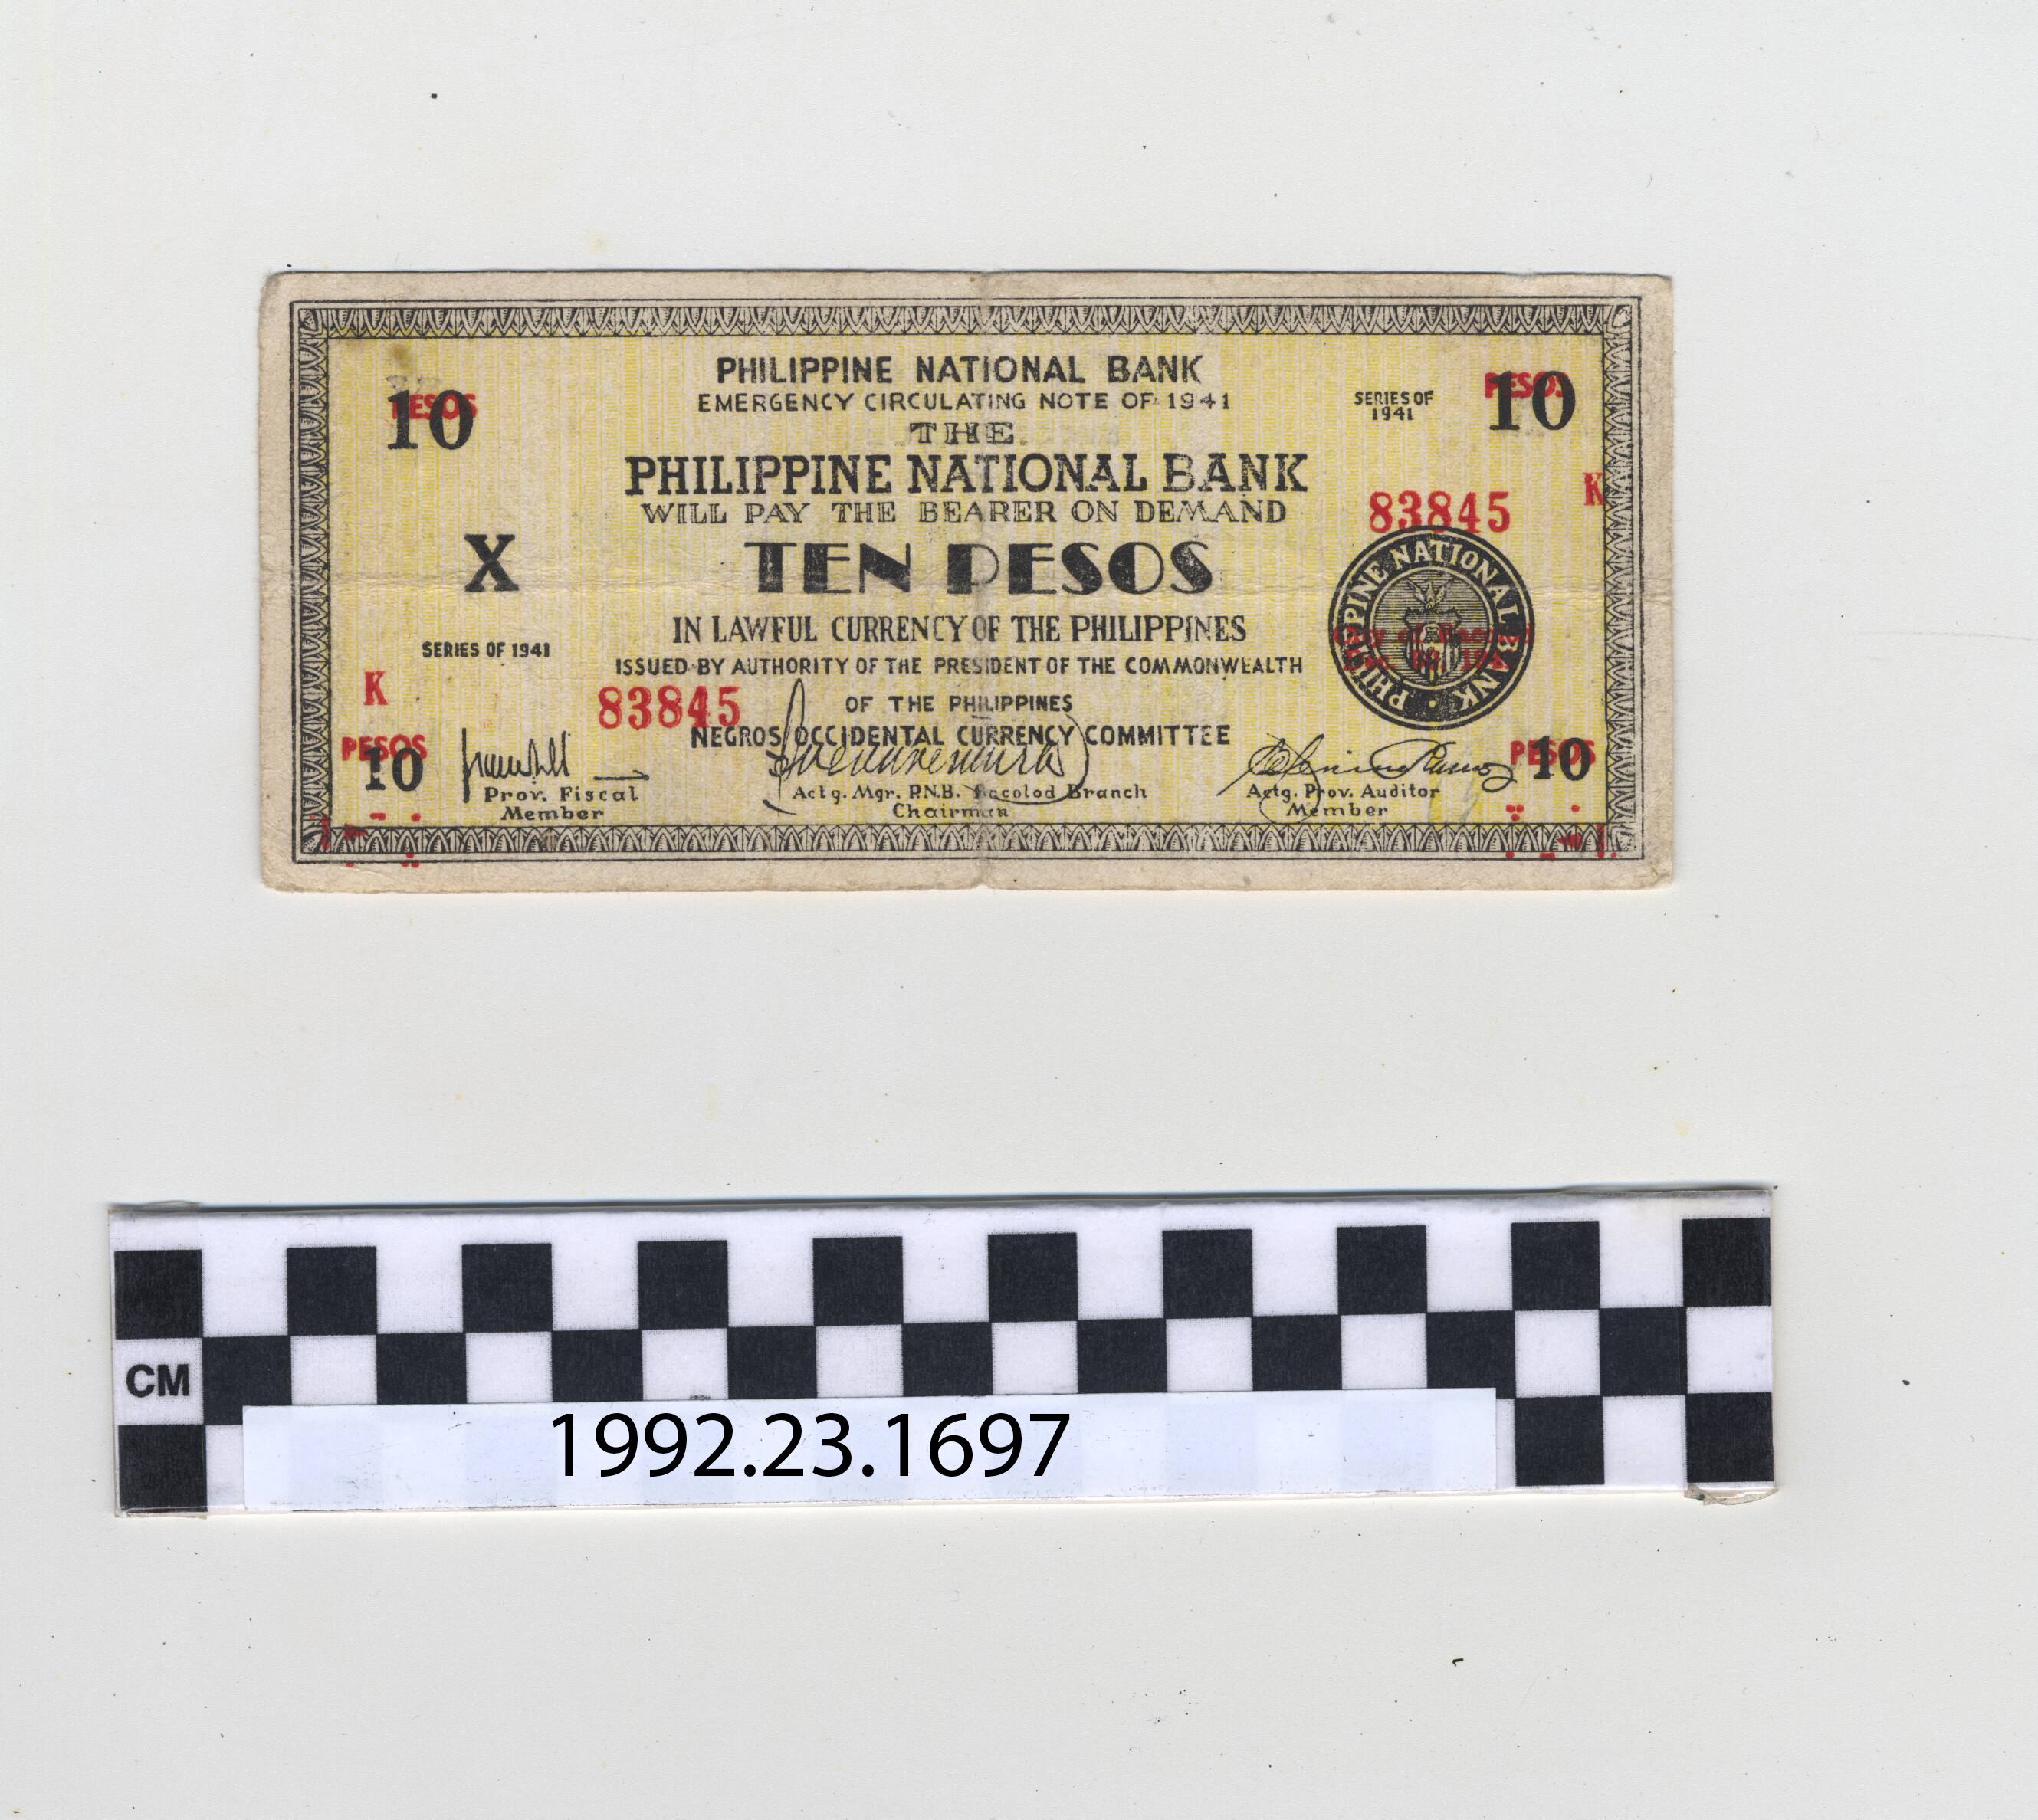 PHILIPPINE NATIONAL BANK
EMERGENCY CIRCULATING NOTE OF 1941
PESOS
10
SERIES OF
1941
PESOS
10
THE
PHILIPPINE NATIONAL BANK
K
83845
WILL PAY THE BEARER ON DEMAND
X
TEN PESOS
PHILIPPINE NATIONAL BANK
City of
IN LAWFUL CURRENCY OF THE PHILIPPINES
SERIES OF 1941
ISSUED BY AUTHORITY OF THE PRESIDENT OF THE COMMONWEALTH
K
83845
OF THE PHILIPPINES
NEGROS OCCIDENTAL CURRENCY COMMITTEE
PESOS
10
PESOS
10
Prov. Fiscal
Member
Actg. Mgr. P.N.B. Bacolod Branch
Chairman
Actg. Prov. Auditor
Member
CM
1992.23.1697